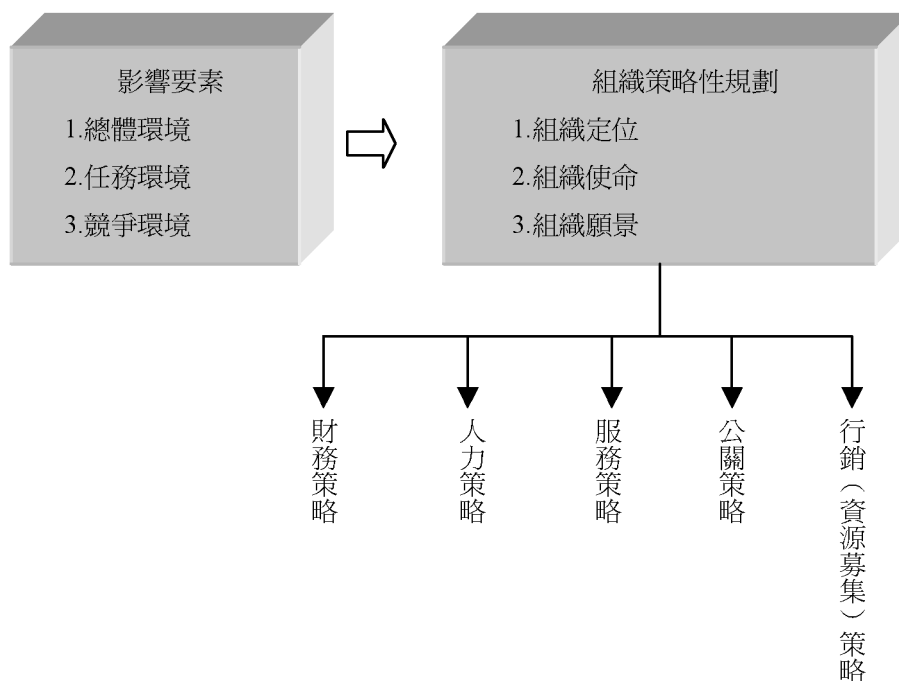 影響要素
1.總體環境
2.任務環境
3.競爭環境
組織策略性規劃
1.組織定位
2.組織使命
3.組織願景
財務策略
人力策略
服務策略
公關策略
行銷（資源募集）策略